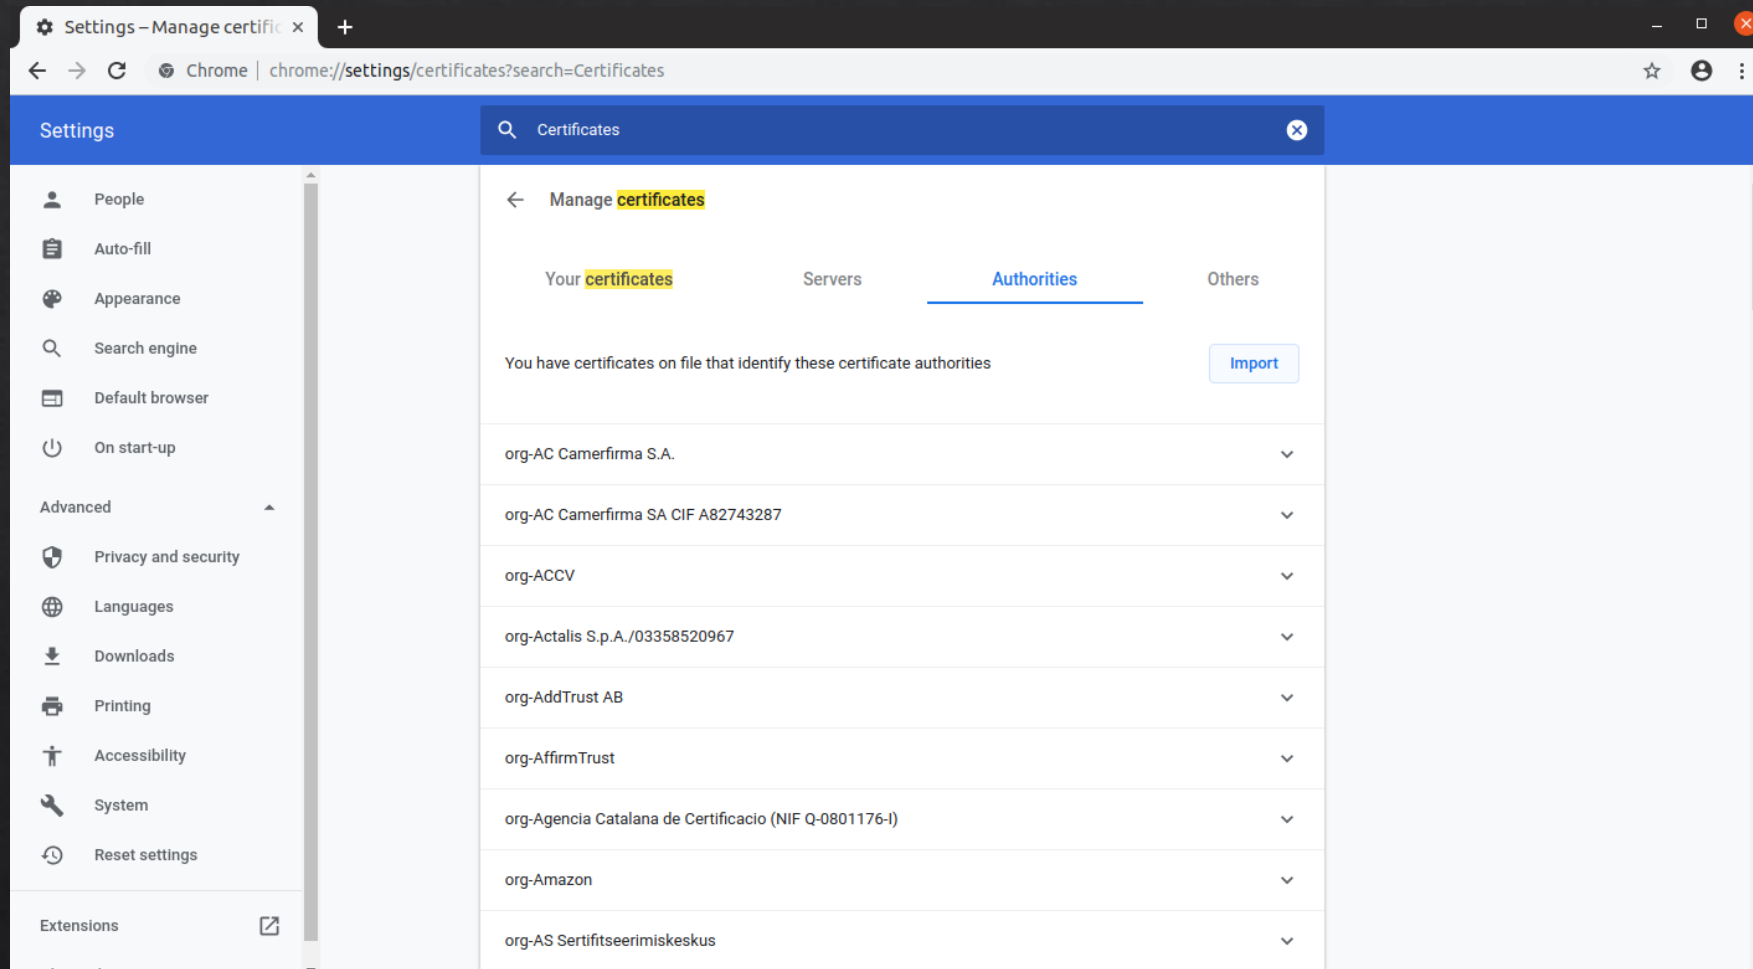 Settings – Manage certific
Chrome | chrome://settings/certificates?search=Certificates
Settings
Certificates
People
Auto-fill
Appearance
Search engine
Default browser
On start-up
Advanced
Privacy and security
Languages
Downloads
Printing
Accessibility
System
Reset settings
Extensions
Manage certificates
Your certificates
Servers
Authorities
Others
You have certificates on file that identify these certificate authorities
Import
org-AC Camerfirma S.A.
org-AC Camerfirma SA CIF A82743287
org-ACCV
org-Actalis S.p.A./03358520967
org-AddTrust AB
org-AffirmTrust
org-Agencia Catalana de Certificacio (NIF Q-0801176-I)
org-Amazon
org-AS Sertifitseerimiskeskus